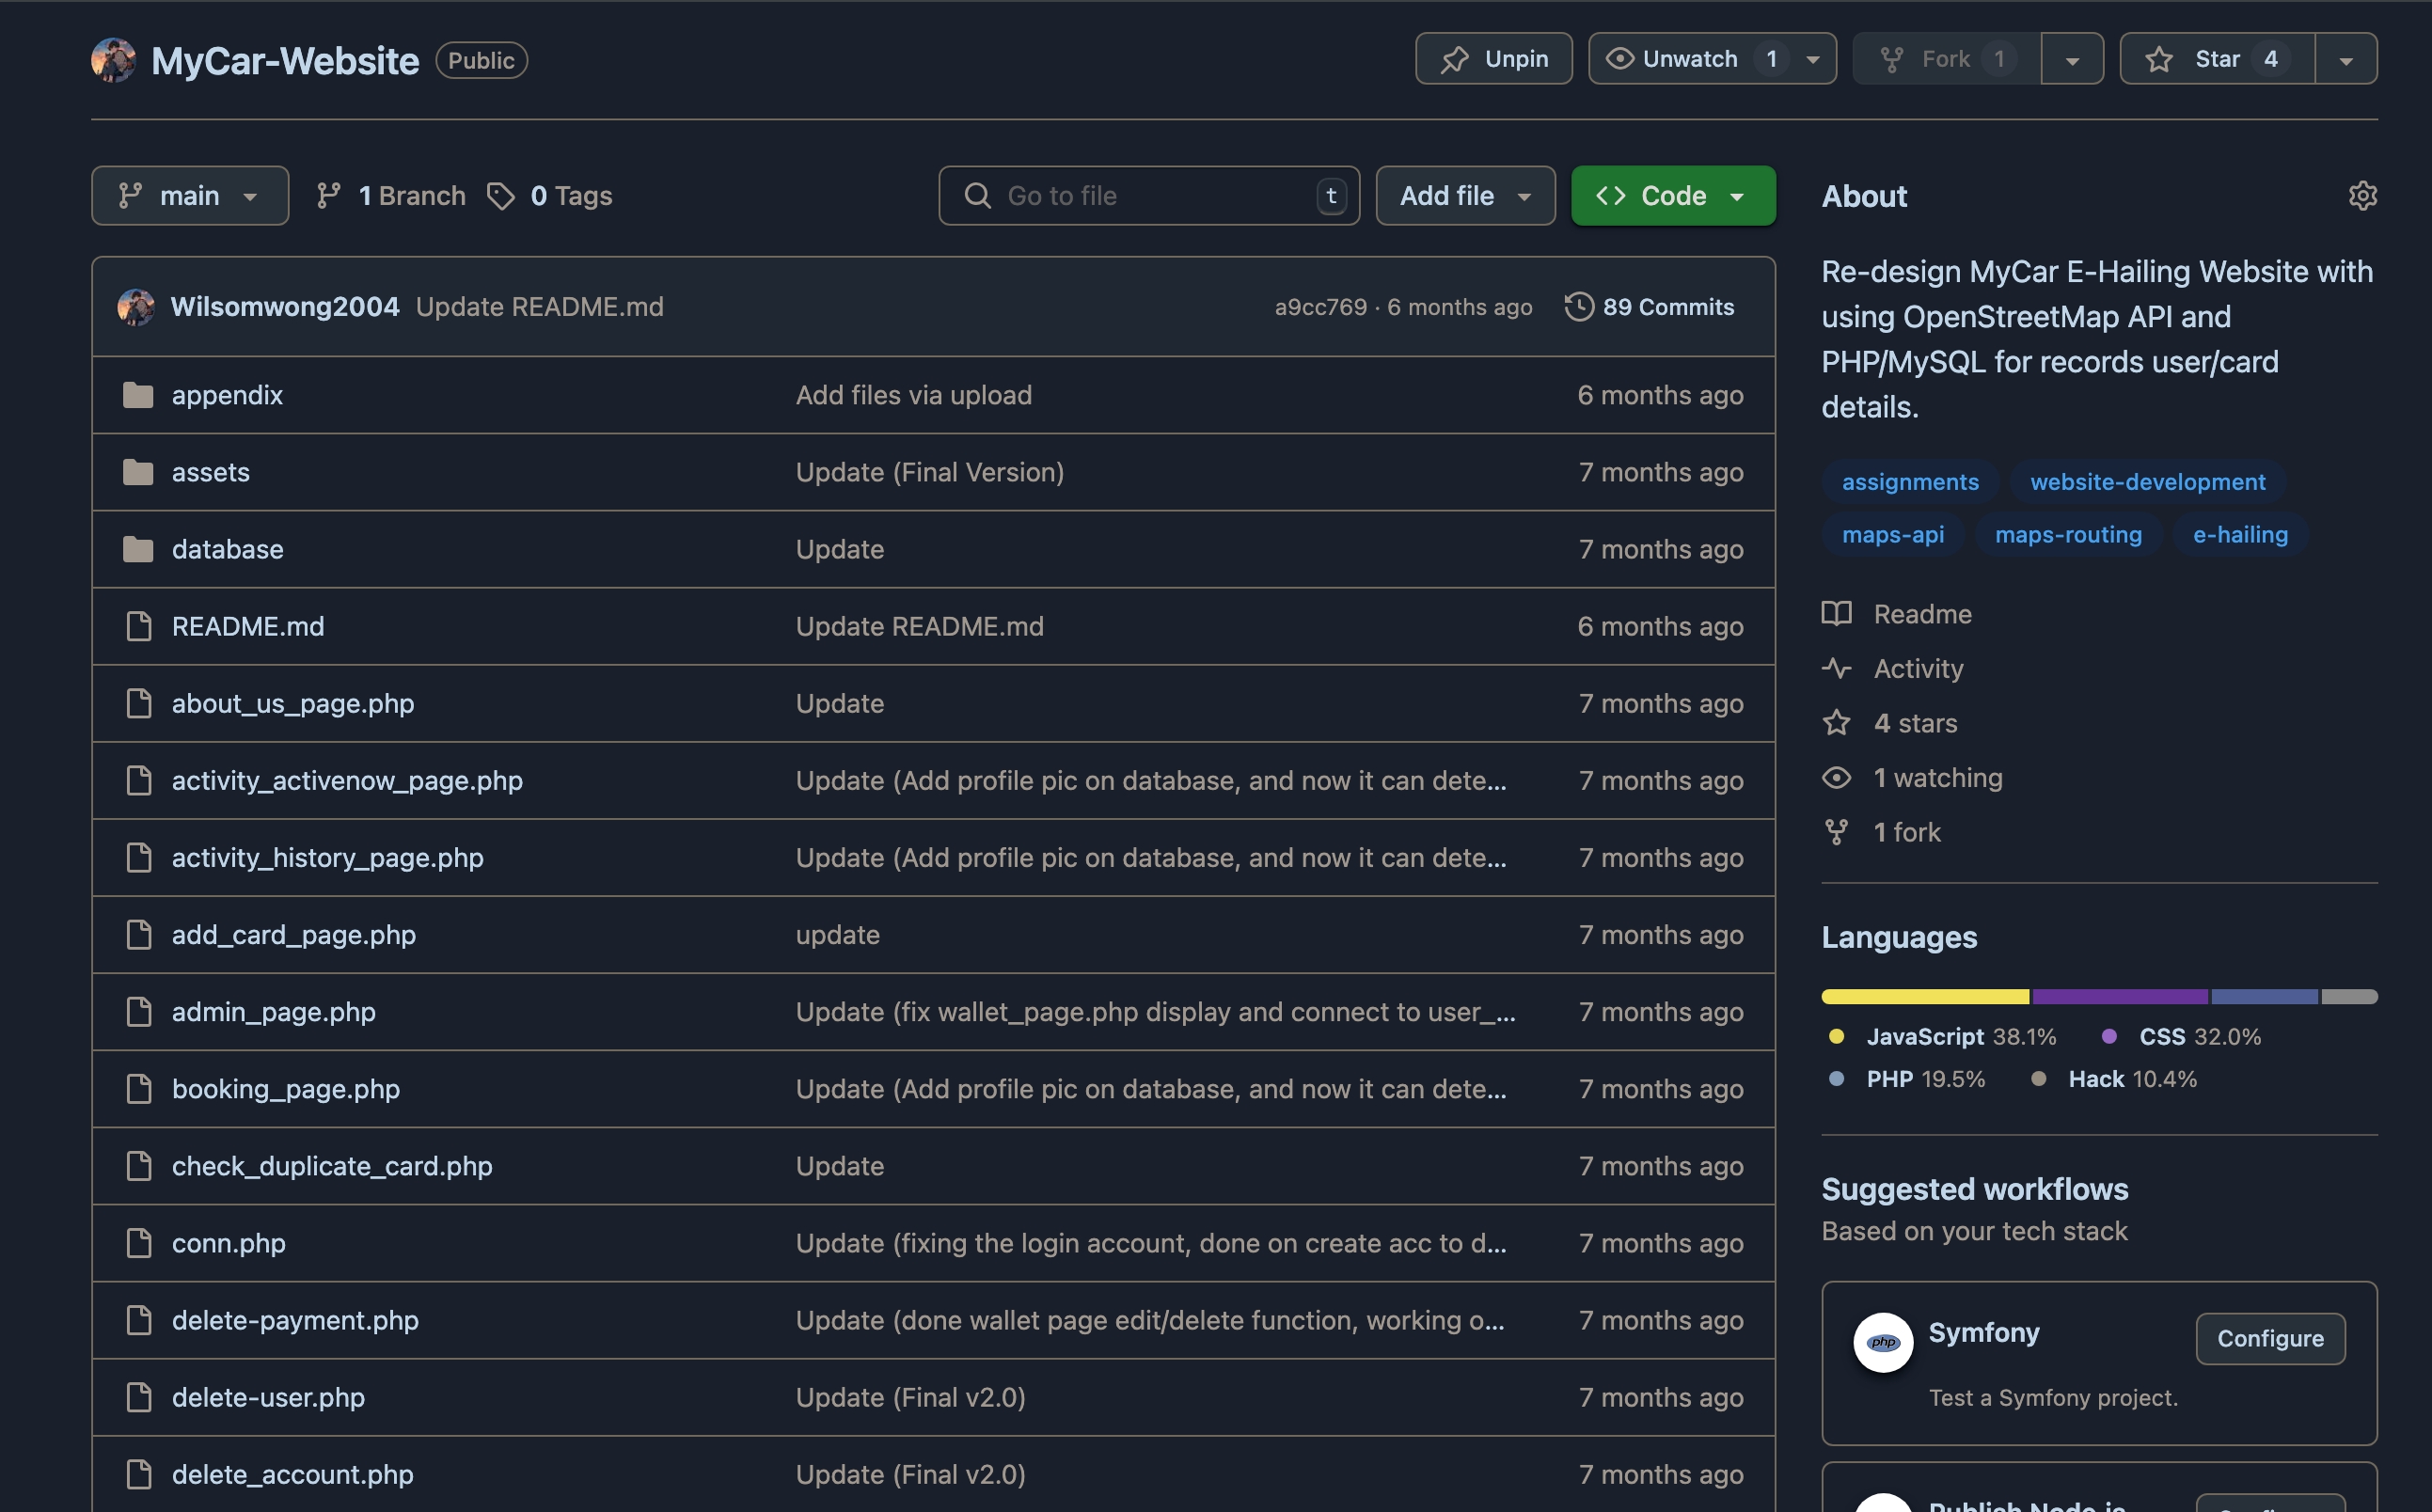 MyCar-Website Public
Unpin Unwatch 1 Fork 1 Star 4
main 1 Branch 0 Tags Go to file t Add file Code
Wilsomwong2004 Update README.md a9cc769 · 6 months ago 89 Commits
appendix Add files via upload 6 months ago
assets Update (Final Version) 7 months ago
database Update 7 months ago
README.md Update README.md 6 months ago
about_us_page.php Update 7 months ago
activity_activenow_page.php Update (Add profile pic on database, and now it can dete... 7 months ago
activity_history_page.php Update (Add profile pic on database, and now it can dete... 7 months ago
add_card_page.php update 7 months ago
admin_page.php Update (fix wallet_page.php display and connect to user_... 7 months ago
booking_page.php Update (Add profile pic on database, and now it can dete... 7 months ago
check_duplicate_card.php Update 7 months ago
conn.php Update (fixing the login account, done on create acc to d... 7 months ago
delete-payment.php Update (done wallet page edit/delete function, working o... 7 months ago
delete-user.php Update (Final v2.0) 7 months ago
delete_account.php Update (Final v2.0) 7 months ago
About
Re-design MyCar E-Hailing Website with
using OpenStreetMap API and
PHP/MySQL for records user/card
details.
assignments website-development
maps-api maps-routing e-hailing
Readme
Activity
4 stars
1 watching
1 fork
Languages
JavaScript 38.1% CSS 32.0%
PHP 19.5% Hack 10.4%
Suggested workflows
Based on your tech stack
php Symfony Configure
Test a Symfony project.
Publish Node.js